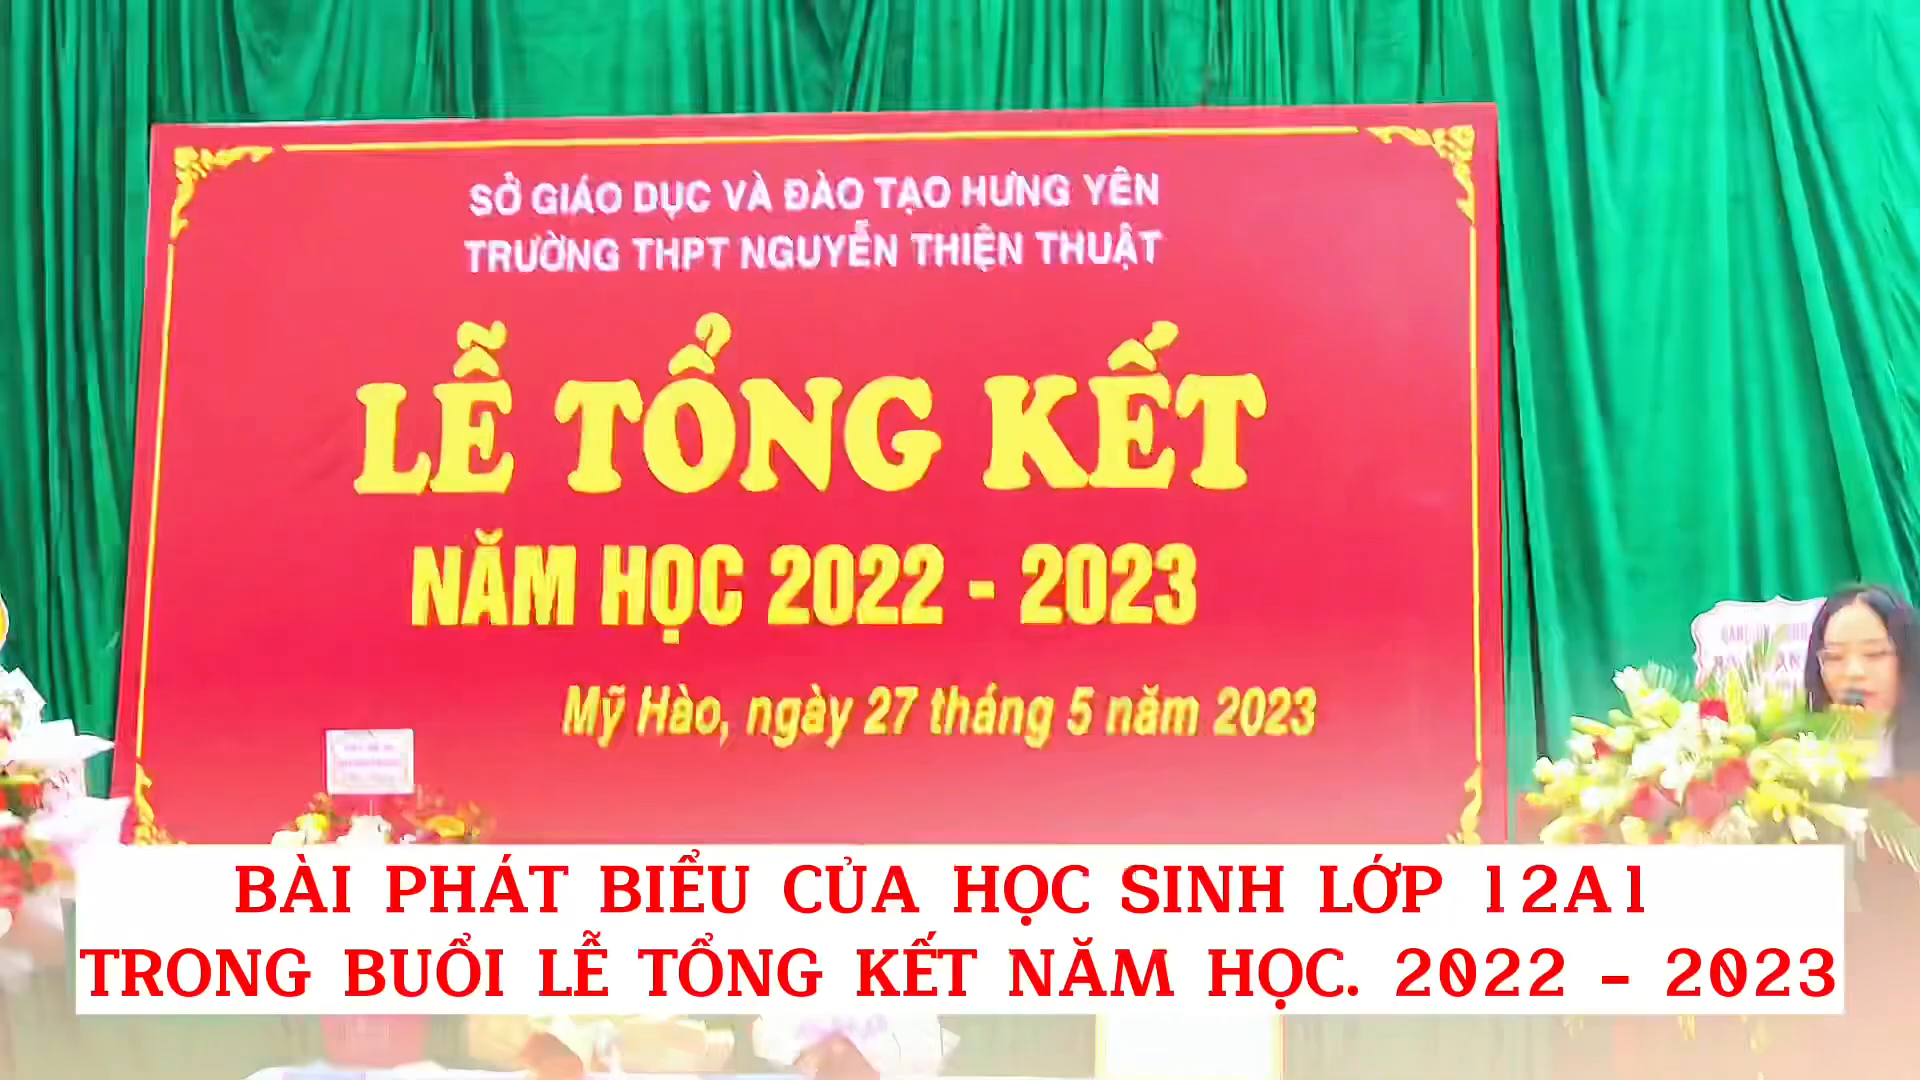 SỞ GIÁO DỤC VÀ ĐÀO TẠO HƯNG YÊN
TRƯỜNG THPT NGUYỄN THIỆN THUẬT
LỄ TỔNG KẾT
NĂM HỌC 2022 - 2023
Mỹ Hào, ngày 27 tháng 5 năm 2023
BÀI PHÁT BIỂU CỦA HỌC SINH LỚP 12A1
TRONG BUỔI LỄ TỔNG KẾT NĂM HỌC. 2022 - 2023